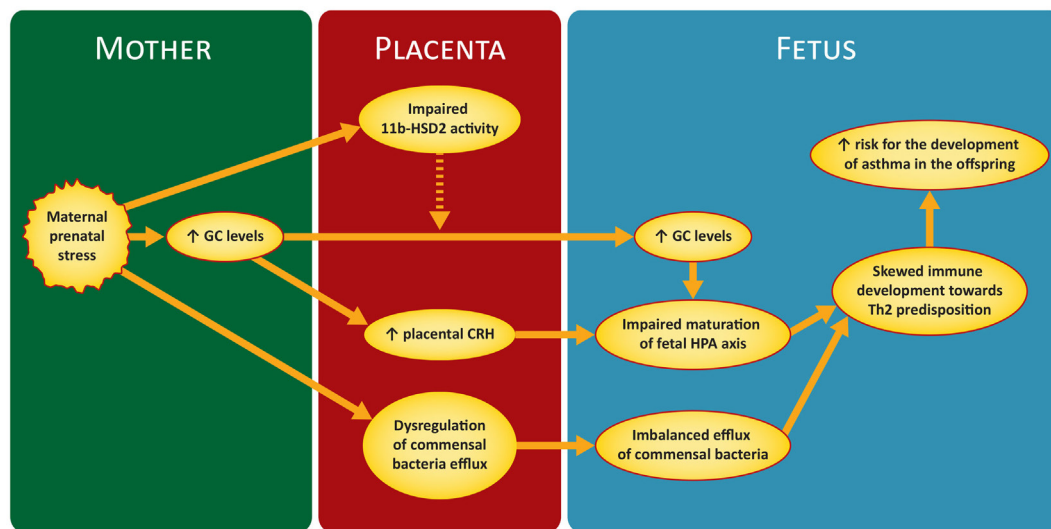 MOTHER
PLACENTA
FETUS
Impaired
11b-HSD2 activity
↑ risk for the development
of asthma in the offspring
Maternal
prenatal
stress
↑ GC levels
↑ GC levels
Skewed immune
development towards
Th2 predisposition
↑ placental CRH
Impaired maturation
of fetal HPA axis
Dysregulation
of commensal
bacteria efflux
Imbalanced efflux
of commensal bacteria